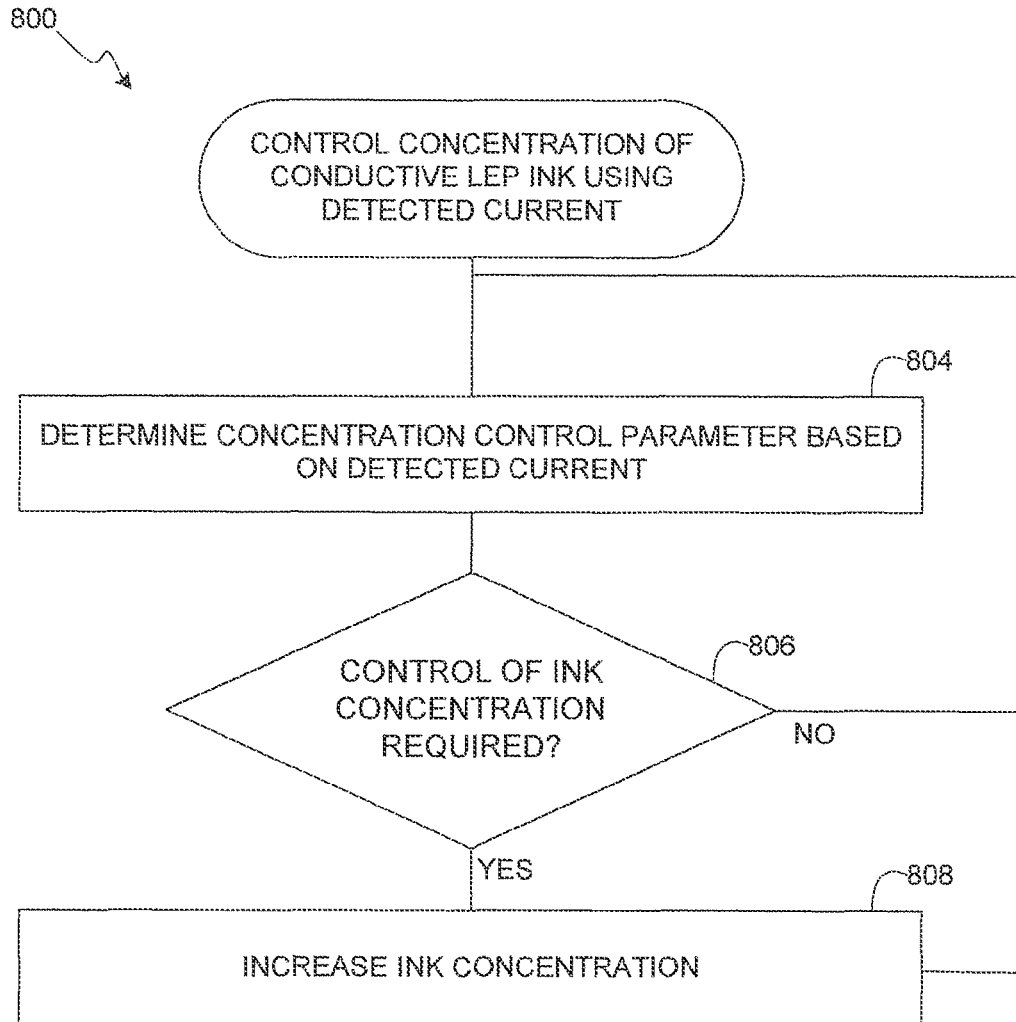 800
CONTROL CONCENTRATION OF
CONDUCTIVE LEP INK USING
DETECTED CURRENT
804
DETERMINE CONCENTRATION CONTROL PARAMETER BASED
ON DETECTED CURRENT
806
CONTROL OF INK
CONCENTRATION
REQUIRED?
NO
YES
808
INCREASE INK CONCENTRATION